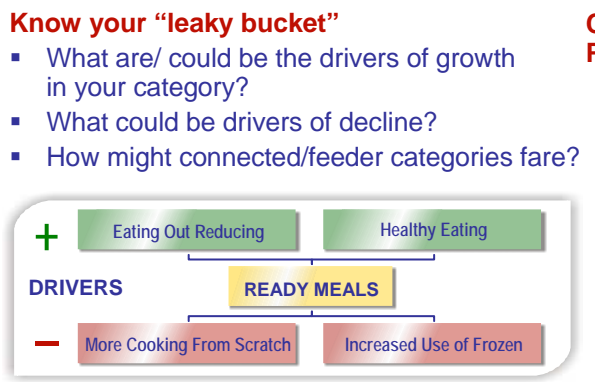 Know your “leaky bucket”
▪ What are/ could be the drivers of growth
in your category?
▪ What could be drivers of decline?
▪ How might connected/feeder categories fare?
+
Eating Out Reducing
Healthy Eating
DRIVERS
READY MEALS
–
More Cooking From Scratch
Increased Use of Frozen